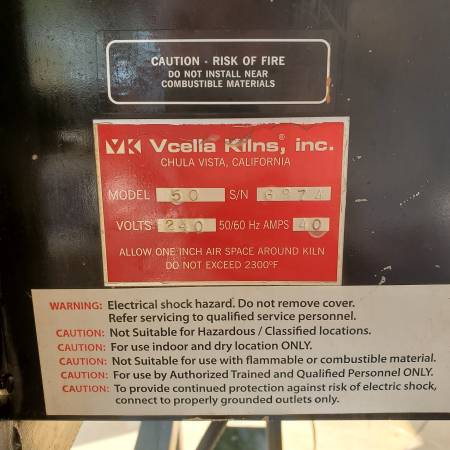 CAUTION - RISK OF FIRE
DO NOT INSTALL NEAR
COMBUSTIBLE MATERIALS
VK Vcella Kilns®, inc.
CHULA VISTA, CALIFORNIA
MODEL 50 S/N 6974
VOLTS 240 50/60 Hz AMPS 40
ALLOW ONE INCH AIR SPACE AROUND KILN
DO NOT EXCEED 2300°F
WARNING: Electrical shock hazard. Do not remove cover.
Refer servicing to qualified service personnel.
CAUTION: Not Suitable for Hazardous / Classified locations.
CAUTION: For use indoor and dry location ONLY.
CAUTION: Not Suitable for use with flammable or combustible material.
CAUTION: For use by Authorized Trained and Qualified Personnel ONLY.
CAUTION: To provide continued protection against risk of electric shock,
connect to properly grounded outlets only.